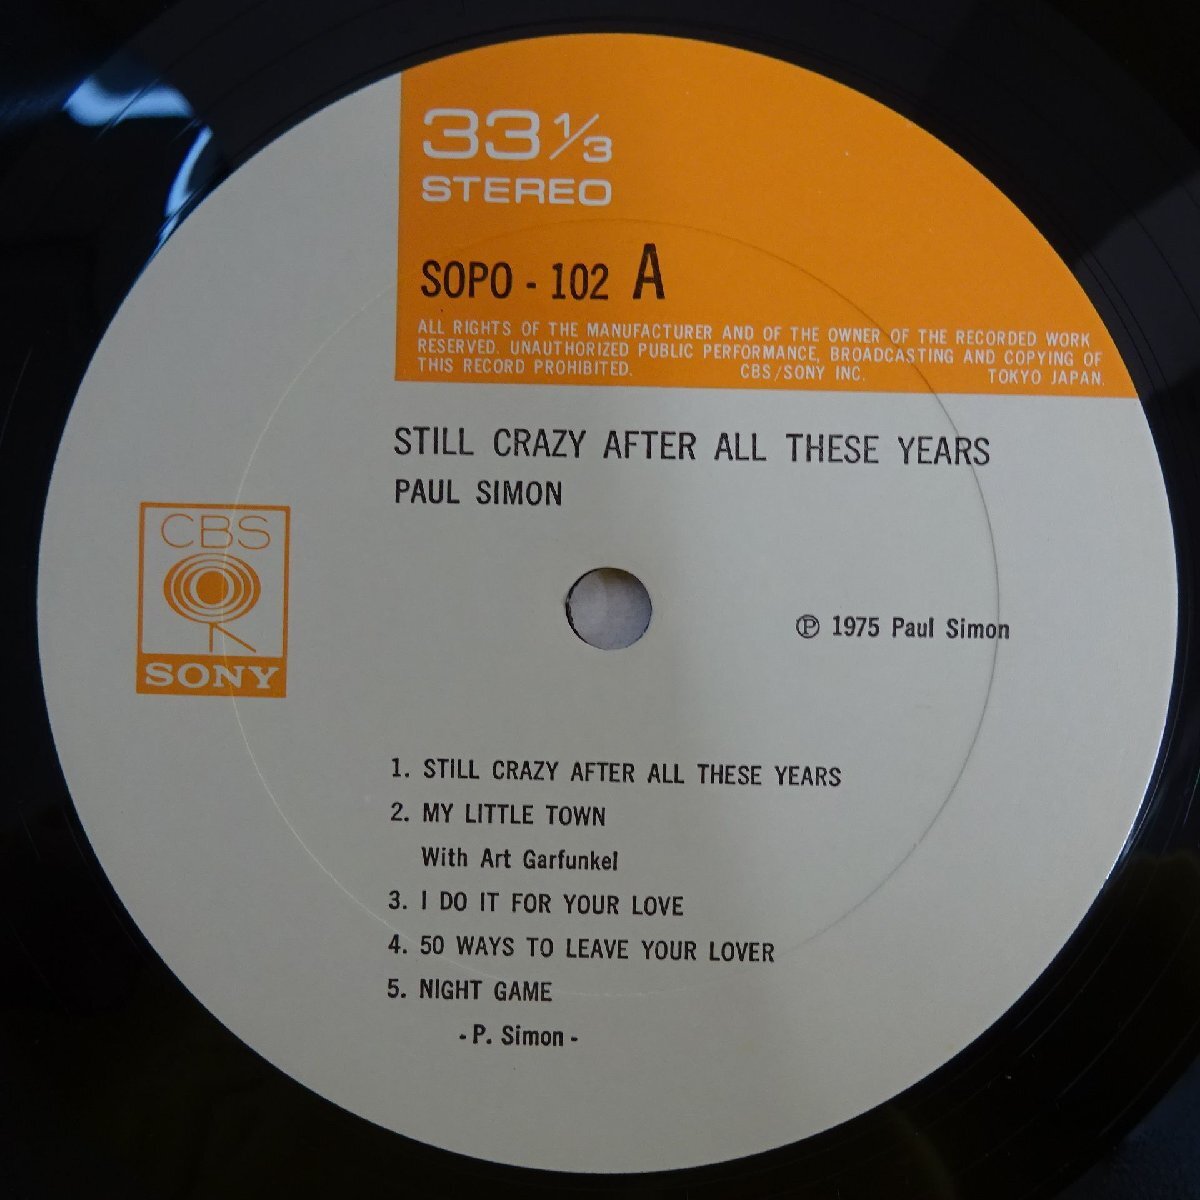 33 1/3
STEREO
SOPO - 102 A
ALL RIGHTS OF THE MANUFACTURER AND OF THE OWNER OF THE RECORDED WORK
RESERVED. UNAUTHORIZED PUBLIC PERFORMANCE, BROADCASTING AND COPYING OF
THIS RECORD PROHIBITED. CBS/SONY INC. TOKYO JAPAN.
STILL CRAZY AFTER ALL THESE YEARS
PAUL SIMON
CBS
SONY
℗ 1975 Paul Simon
1. STILL CRAZY AFTER ALL THESE YEARS
2. MY LITTLE TOWN
With Art Garfunkel
3. I DO IT FOR YOUR LOVE
4. 50 WAYS TO LEAVE YOUR LOVER
5. NIGHT GAME
- P. Simon -